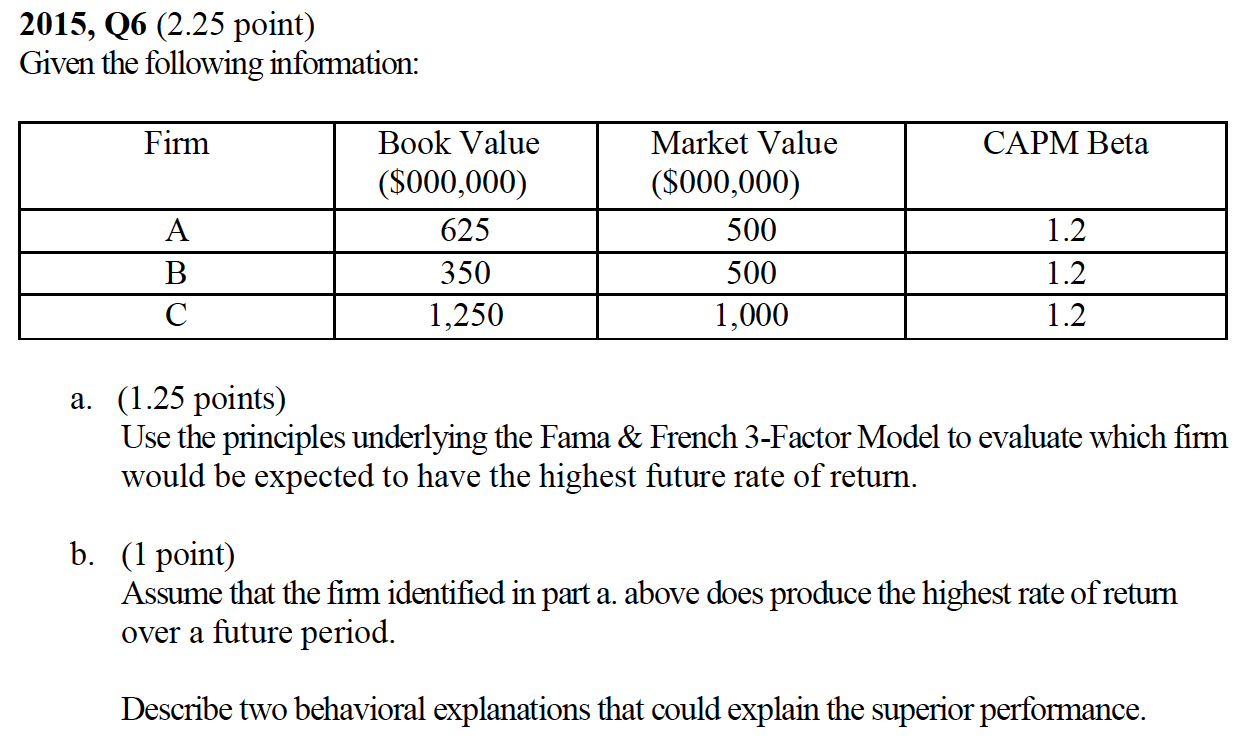 2015, Q6 (2.25 point)
Given the following information:
Firm Book Value ($000,000) Market Value ($000,000) CAPM Beta
A 625 500 1.2
B 350 500 1.2
C 1,250 1,000 1.2
a. (1.25 points)
Use the principles underlying the Fama & French 3-Factor Model to evaluate which firm
would be expected to have the highest future rate of return.
b. (1 point)
Assume that the firm identified in part a. above does produce the highest rate of return
over a future period.
Describe two behavioral explanations that could explain the superior performance.